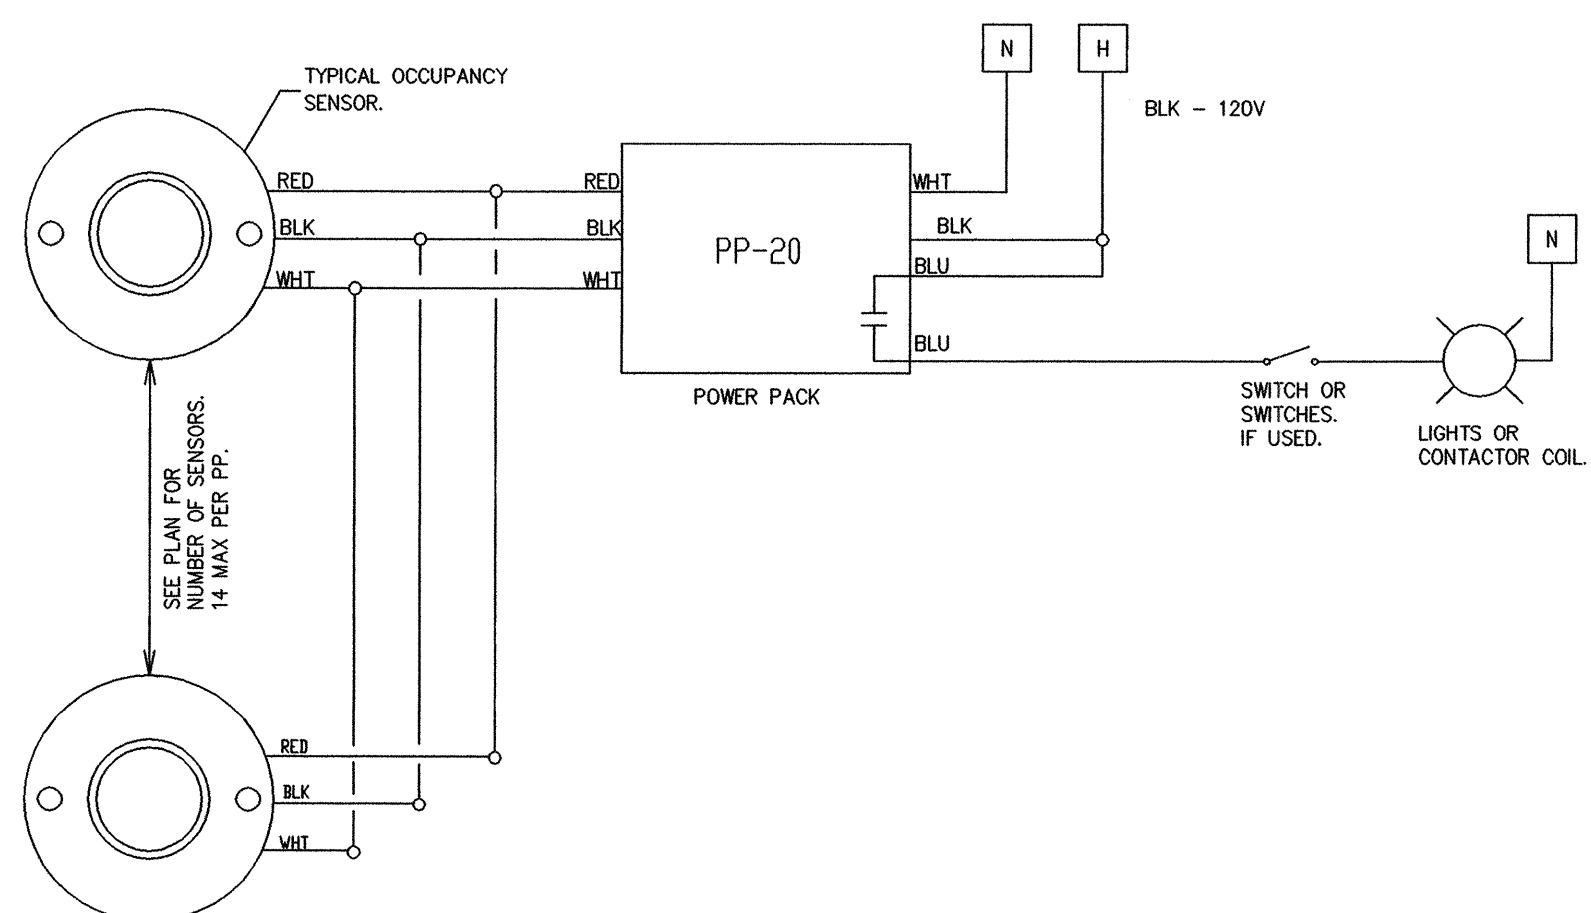 N
H
TYPICAL OCCUPANCY
SENSOR.
BLK - 120V
RED
RED
WHT
BLK
BLK
BLK
N
PP-20
BLU
WHT
WHT
BLU
POWER PACK
SWITCH OR
SWITCHES.
IF USED.
LIGHTS OR
CONTACTOR COIL.
SEE PLAN FOR
NUMBER OF SENSORS.
14 MAX PER PP.
RED
BLK
WHT